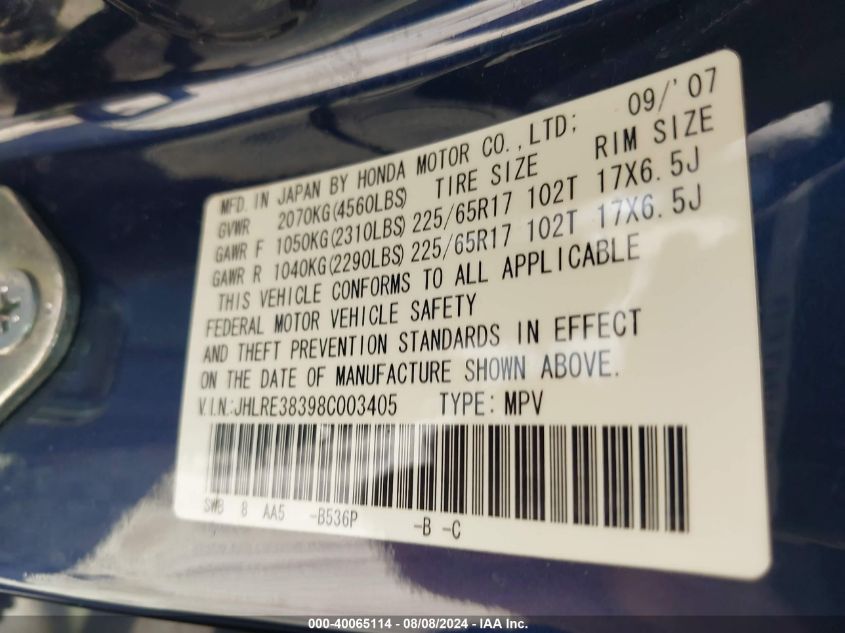 MFD. IN JAPAN BY HONDA MOTOR CO.,LTD; 09/'07
GVWR 2070KG(4560LBS) TIRE SIZE RIM SIZE
GAWR F 1050KG(2310LBS) 225/65R17 102T 17X6.5J
GAWR R 1040KG(2290LBS) 225/65R17 102T 17X6.5J
THIS VEHICLE CONFORMS TO ALL APPLICABLE
FEDERAL MOTOR VEHICLE SAFETY
AND THEFT PREVENTION STANDARDS IN EFFECT
ON THE DATE OF MANUFACTURE SHOWN ABOVE.
V.I.N.:JHLRE38398C003405 TYPE: MPV
SWB 8 AA5 -B536P -B -C
000-40065114 - 08/08/2024 - IAA Inc.